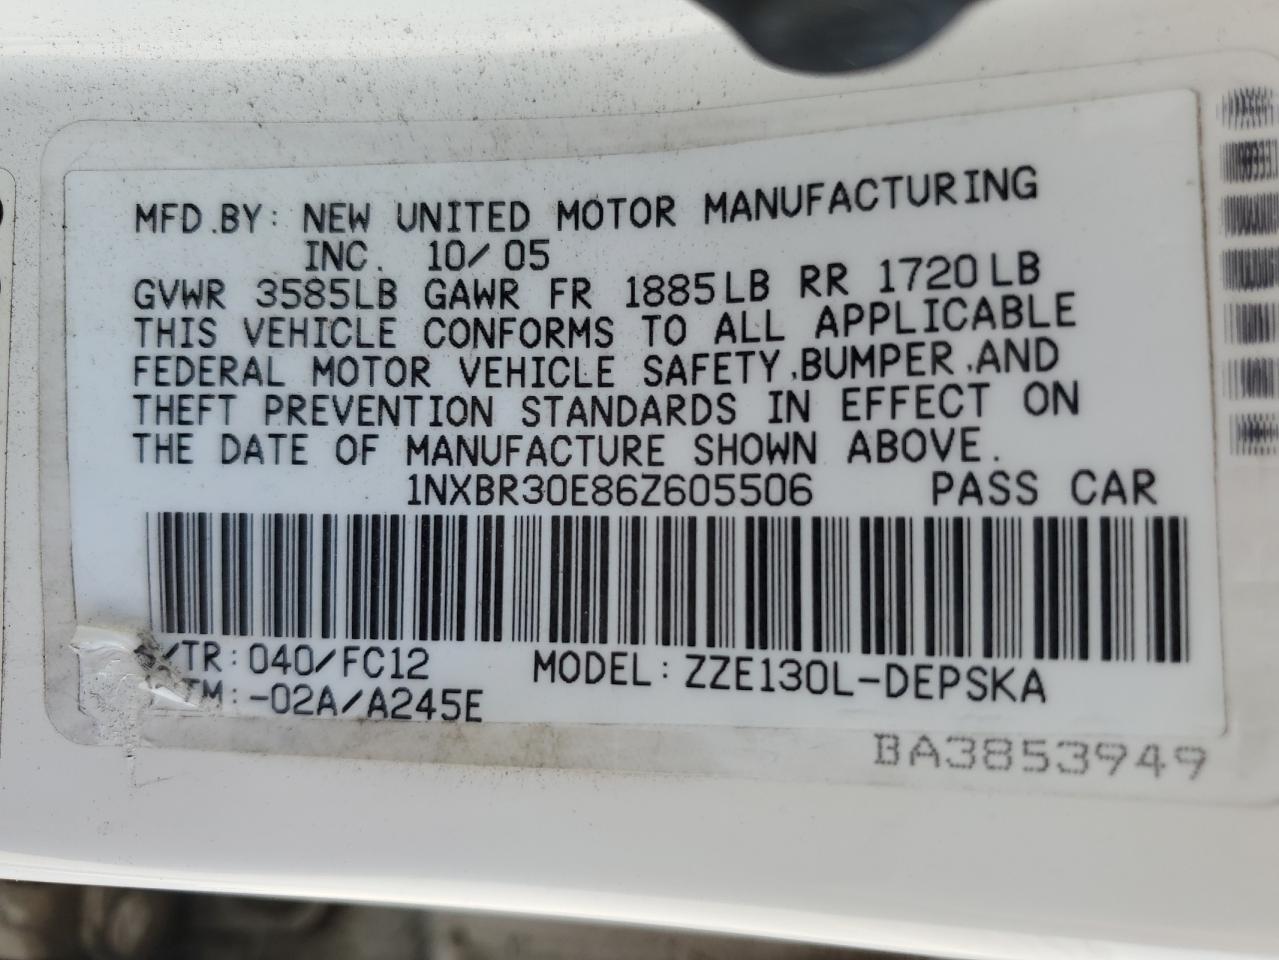 MFD.BY: NEW UNITED MOTOR MANUFACTURING
INC. 10/05
GVWR 3585LB GAWR FR 1885LB RR 1720LB
THIS VEHICLE CONFORMS TO ALL APPLICABLE
FEDERAL MOTOR VEHICLE SAFETY,BUMPER,AND
THEFT PREVENTION STANDARDS IN EFFECT ON
THE DATE OF MANUFACTURE SHOWN ABOVE.
1NXBR30E86Z605506 PASS CAR
/TR:040/FC12 MODEL:ZZE130L-DEPSKA
TM:-02A/A245E
BA3853949